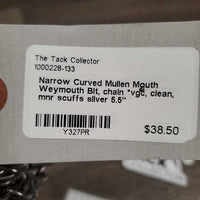 The Tack Collector
1000228-133
Narrow Curved Mullen Mouth
Weymouth Bit, chain *vgc, clean,
mnr scuffs silver 5.5"
Y327PR
$38.50